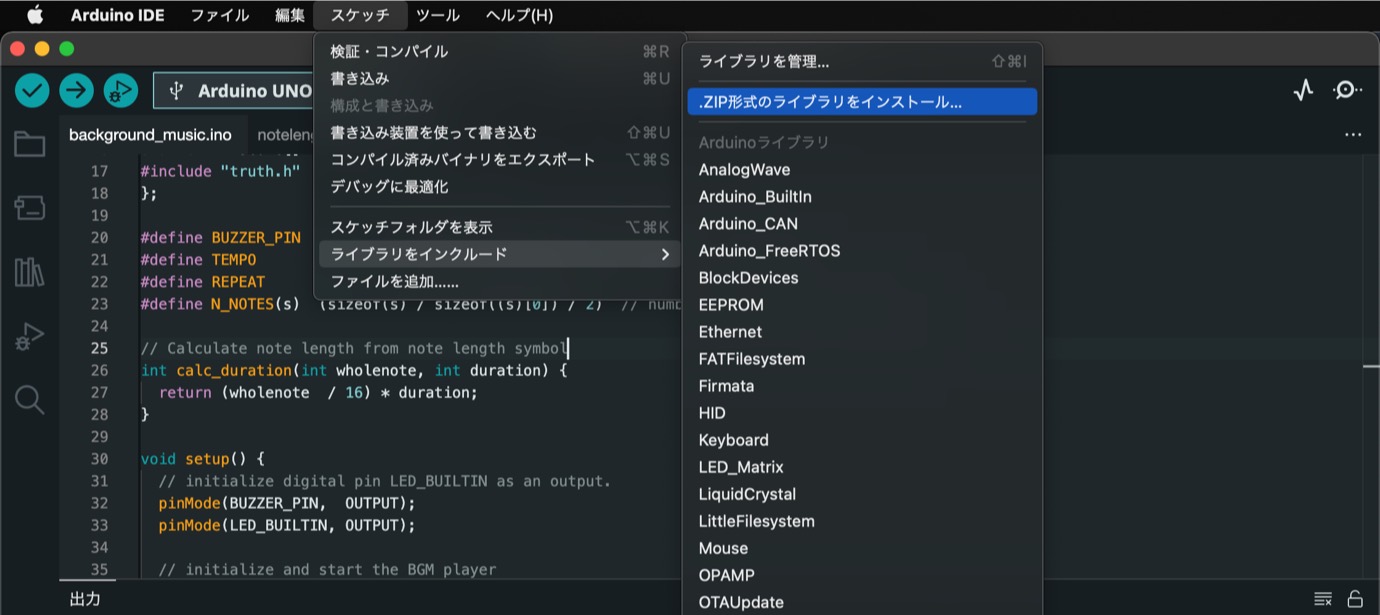 Arduino IDE ファイル 編集 スケッチ ツール ヘルプ(H)
検証・コンパイル ⌘R
書き込み ⌘U
構成と書き込み
書き込み装置を使って書き込む ⇧⌘U
コンパイル済みバイナリをエクスポート ⌥⌘S
デバッグに最適化
スケッチフォルダを表示 ⌥⌘K
ライブラリをインクルード
ファイルを追加......
ライブラリを管理... ⇧⌘I
.ZIP形式のライブラリをインストール...
Arduinoライブラリ
AnalogWave
Arduino_BuiltIn
Arduino_CAN
Arduino_FreeRTOS
BlockDevices
EEPROM
Ethernet
FATFilesystem
Firmata
HID
Keyboard
LED_Matrix
LiquidCrystal
LittleFilesystem
Mouse
OPAMP
OTAUpdate
Arduino UNO
background_music.ino noteleng
17 #include "truth.h"
18 };
19
20 #define BUZZER_PIN
21 #define TEMPO
22 #define REPEAT
23 #define N_NOTES(s) (sizeof(s) / sizeof((s)[0]) / 2) // numb
24
25 // Calculate note length from note length symbol
26 int calc_duration(int wholenote, int duration) {
27 return (wholenote / 16) * duration;
28 }
29
30 void setup() {
31 // initialize digital pin LED_BUILTIN as an output.
32 pinMode(BUZZER_PIN, OUTPUT);
33 pinMode(LED_BUILTIN, OUTPUT);
34
35 // initialize and start the BGM player
出力